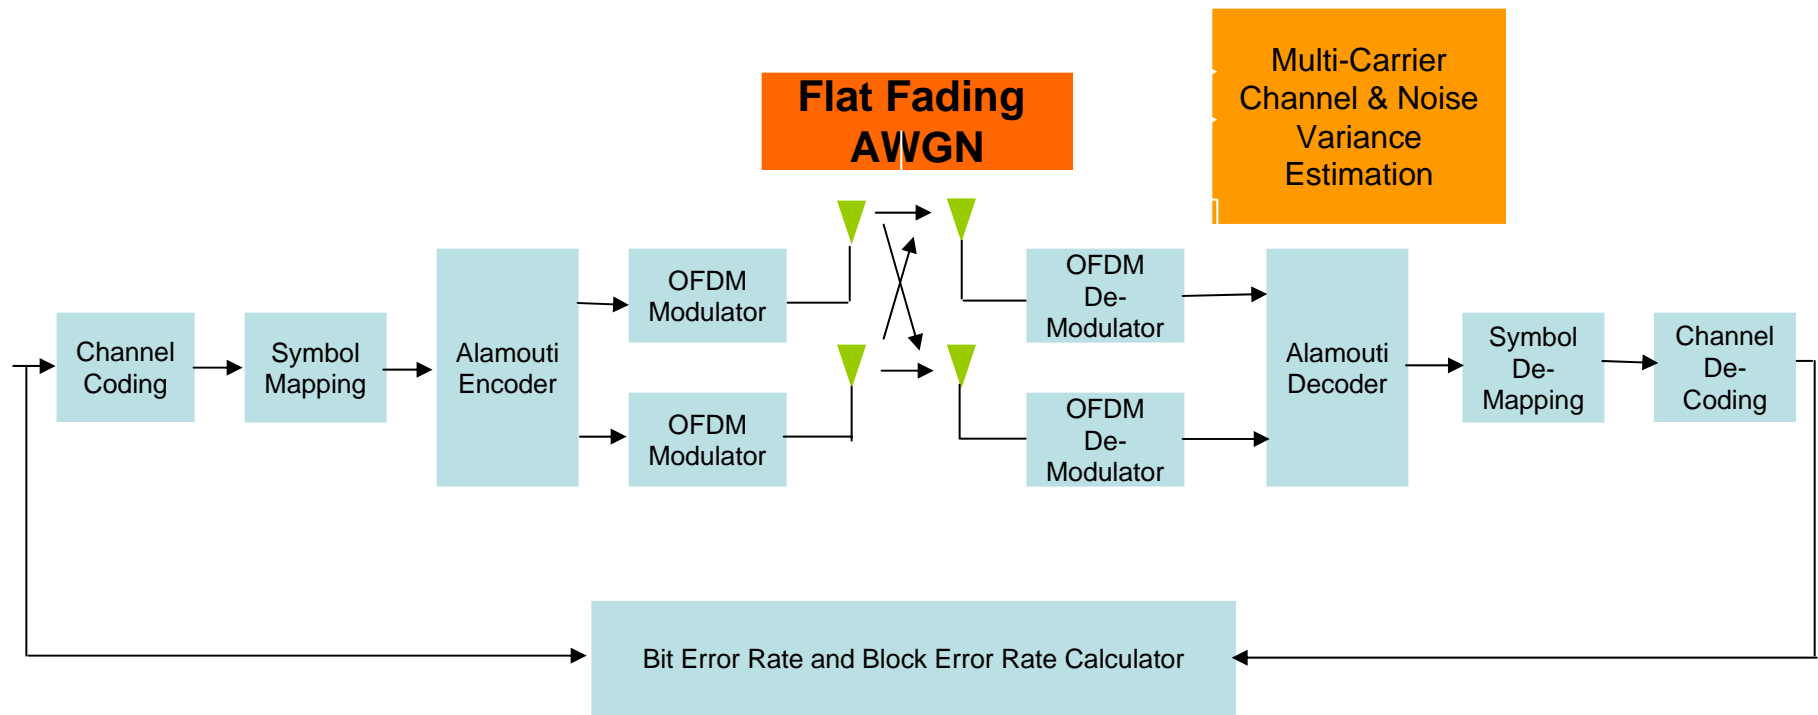 Flat Fading
AWGN
Multi-Carrier
Channel & Noise
Variance
Estimation
Channel
Coding
Symbol
Mapping
Alamouti
Encoder
OFDM
Modulator
OFDM
Modulator
OFDM
De-
Modulator
OFDM
De-
Modulator
Alamouti
Decoder
Symbol
De-
Mapping
Channel
De-
Coding
Bit Error Rate and Block Error Rate Calculator